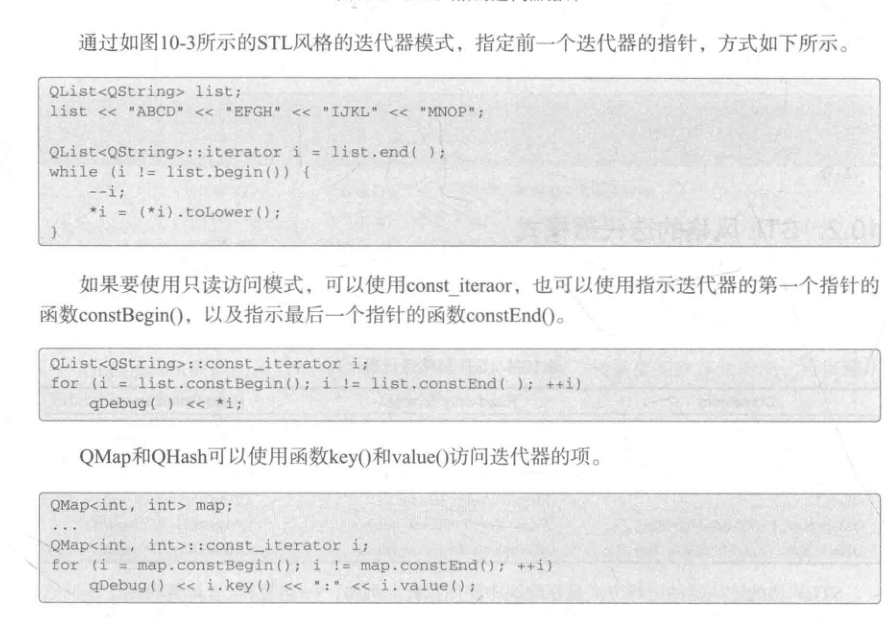 通过如图10-3所示的STL风格的迭代器模式，指定前一个迭代器的指针，方式如下所示。
QList<QString> list;
list << "ABCD" << "EFGH" << "IJKL" << "MNOP";
QList<QString>::iterator i = list.end( );
while (i != list.begin()) {
--i;
*i = (*i).toLower();
}
如果要使用只读访问模式，可以使用const_iteraor，也可以使用指示迭代器的第一个指针的
函数constBegin()，以及指示最后一个指针的函数constEnd()。
QList<QString>::const_iterator i;
for (i = list.constBegin(); i != list.constEnd( ); ++i)
qDebug( ) << *i;
QMap和QHash可以使用函数key()和value()访问迭代器的项。
QMap<int, int> map;
...
QMap<int, int>::const_iterator i;
for (i = map.constBegin(); i != map.constEnd(); ++i)
qDebug() << i.key() << ":" << i.value();